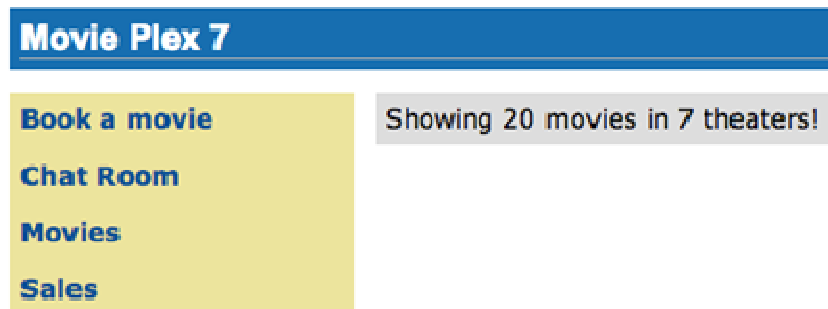 Movie Plex 7
Book a movie
Showing 20 movies in 7 theaters!
Chat Room
Movies
Sales